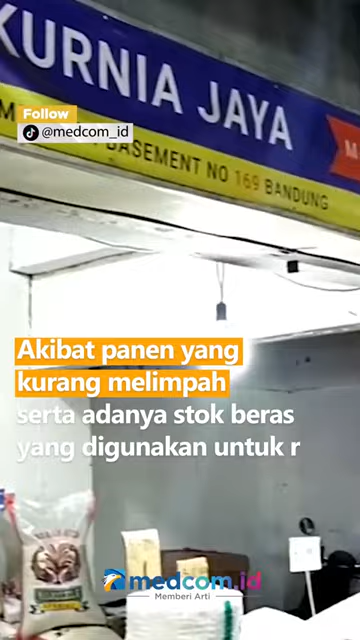 KURNIA JAYA
Follow
@medcom_id
BASEMENT NO 169 BANDUNG
Akibat panen yang
kurang melimpah
serta adanya stok beras
yang digunakan untuk r
medcom.id
Memberi Arti